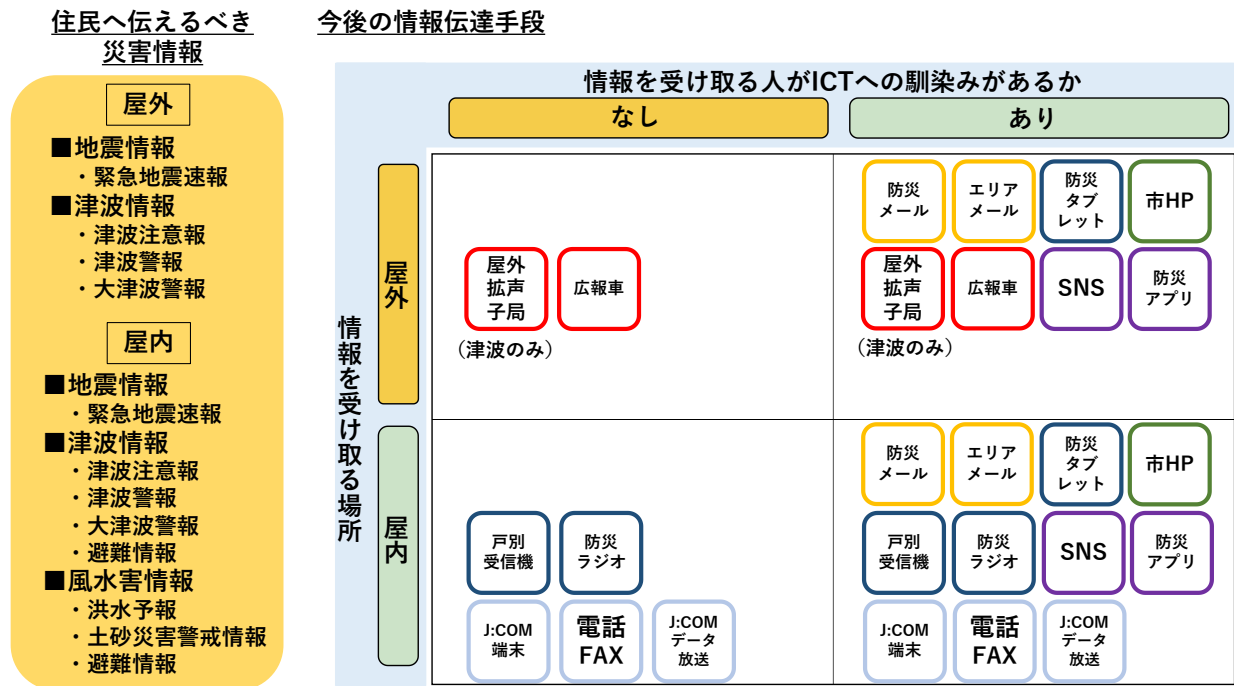 住民へ伝えるべき
災害情報
屋外
■地震情報
・緊急地震速報
■津波情報
・津波注意報
・津波警報
・大津波警報
屋内
■地震情報
・緊急地震速報
■津波情報
・津波注意報
・津波警報
・大津波警報
・避難情報
■風水害情報
・洪水予報
・土砂災害警戒情報
・避難情報
今後の情報伝達手段
情報を受け取る人がICTへの馴染みがあるか
なし
あり
情報を受け取る場所
屋外
屋外
拡声
子局
(津波のみ)
広報車
防災
メール
エリア
メール
防災
タブ
レット
市HP
屋外
拡声
子局
(津波のみ)
広報車
SNS
防災
アプリ
屋内
戸別
受信機
防災
ラジオ
J:COM
端末
電話
FAX
J:COM
データ
放送
防災
メール
エリア
メール
防災
タブ
レット
市HP
戸別
受信機
防災
ラジオ
SNS
防災
アプリ
J:COM
端末
電話
FAX
J:COM
データ
放送